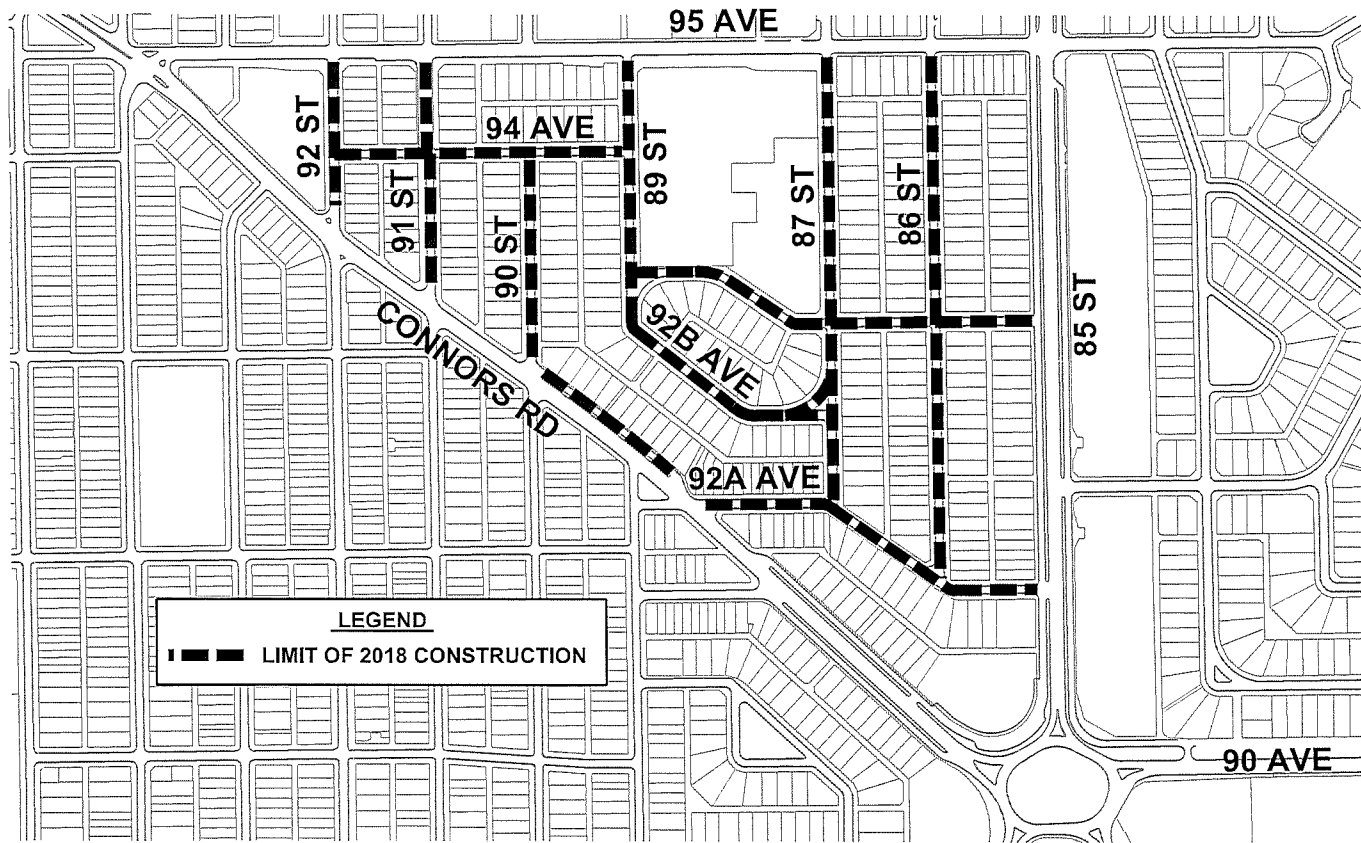 95 AVE
92 ST
94 AVE
91 ST
90 ST
89 ST
87 ST
86 ST
85 ST
CONNORS RD
92B AVE
92A AVE
LEGEND
LIMIT OF 2018 CONSTRUCTION
90 AVE